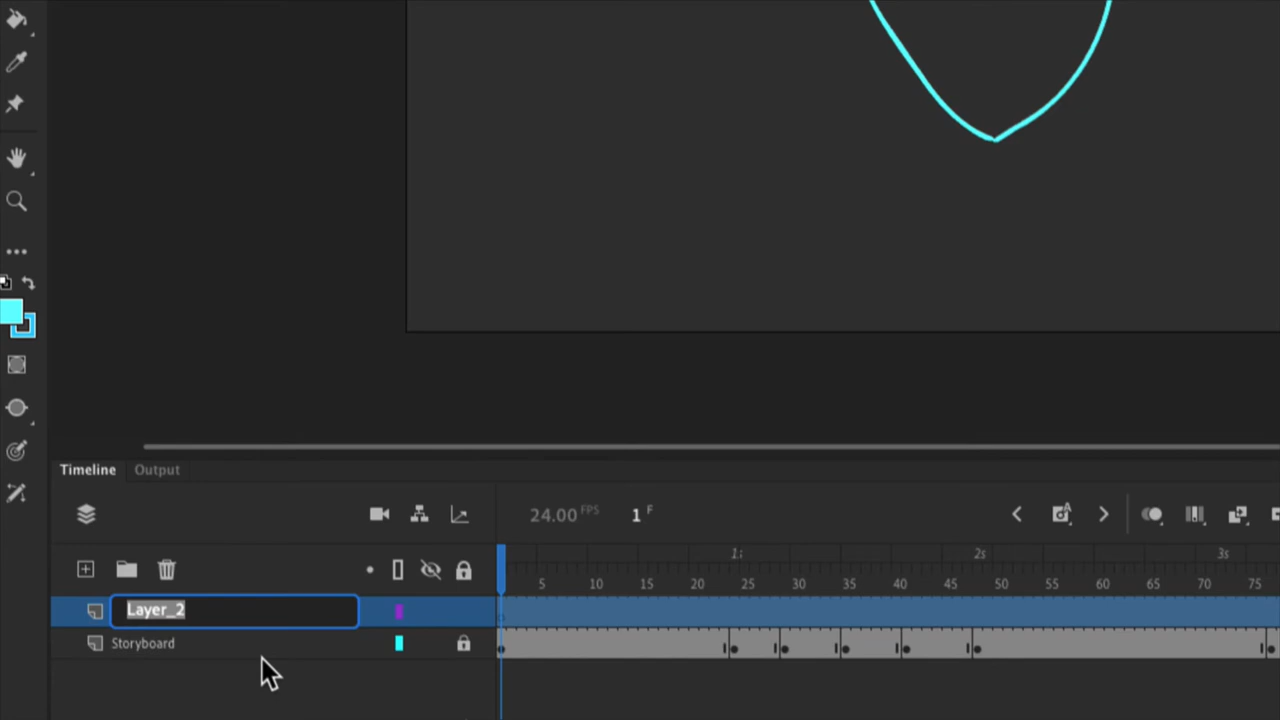 Timeline Output
24.00 FPS 1 F
1s 2s 3s
5 10 15 20 25 30 35 40 45 50 55 60 65 70 75
Layer_2
Storyboard